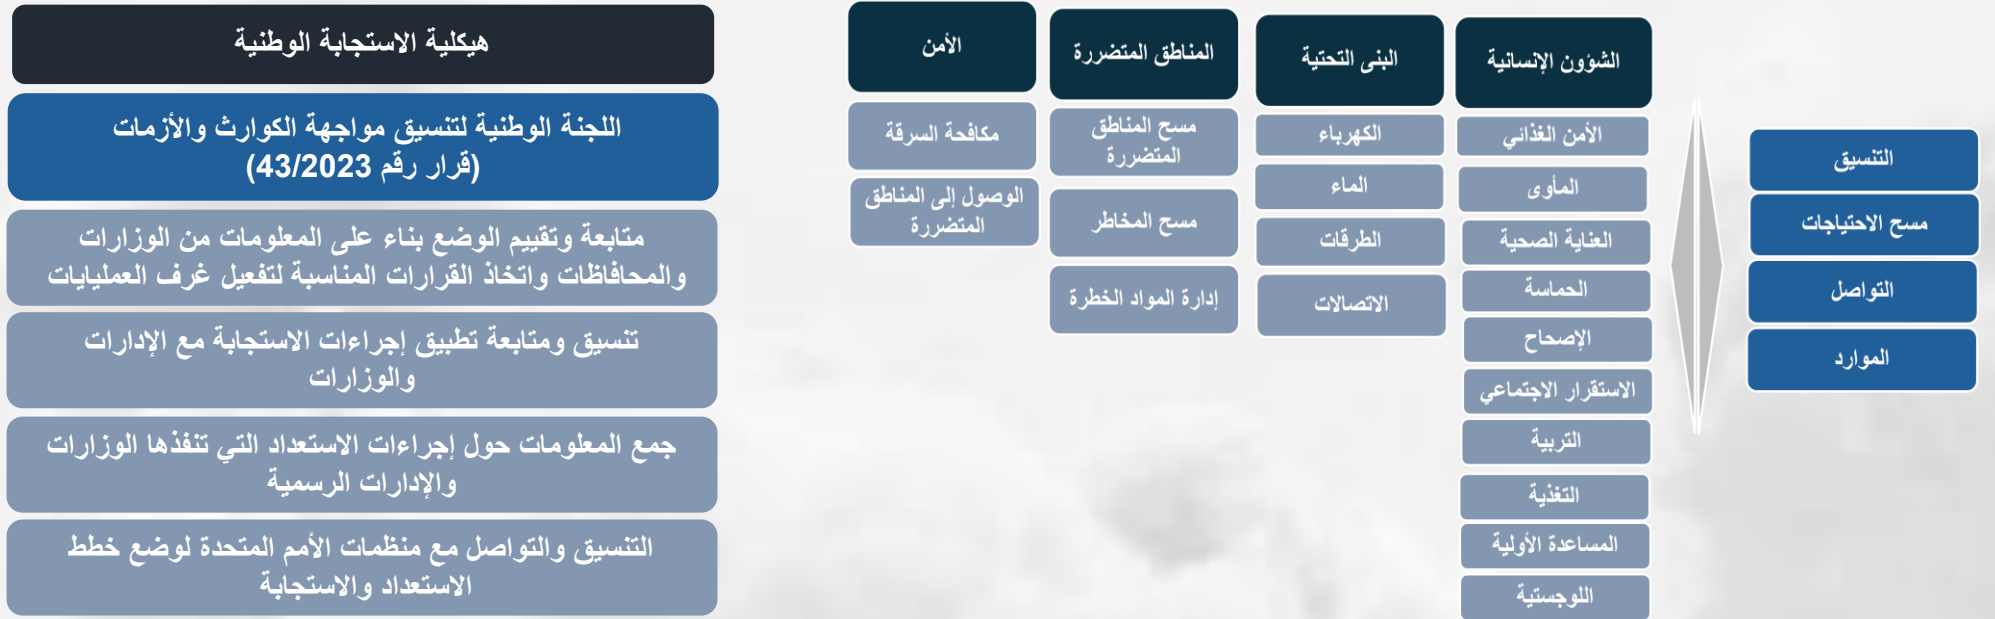 هيكلية الاستجابة الوطنية
اللجنة الوطنية لتنسيق مواجهة الكوارث والأزمات
(قرار رقم 43/2023)
متابعة وتقييم الوضع بناء على المعلومات من الوزارات
والمحافظات واتخاذ القرارات المناسبة لتفعيل غرف العمليايات
تنسيق ومتابعة تطبيق إجراءات الاستجابة مع الإدارات
والوزارات
جمع المعلومات حول إجراءات الاستعداد التي تنفذها الوزارات
والإدارات الرسمية
التنسيق والتواصل مع منظمات الأمم المتحدة لوضع خطط
الاستعداد والاستجابة
التنسيق
مسح الاحتياجات
التواصل
الموارد
الشؤون الإنسانية
الأمن الغذائي
المأوى
العناية الصحية
الحماسة
الإصحاح
الاستقرار الاجتماعي
التربية
التغذية
المساعدة الأولية
اللوجستية
البنى التحتية
الكهرباء
الماء
الطرقات
الاتصالات
المناطق المتضررة
مسح المناطق
المتضررة
مسح المخاطر
إدارة المواد الخطرة
الأمن
مكافحة السرقة
الوصول إلى المناطق
المتضررة